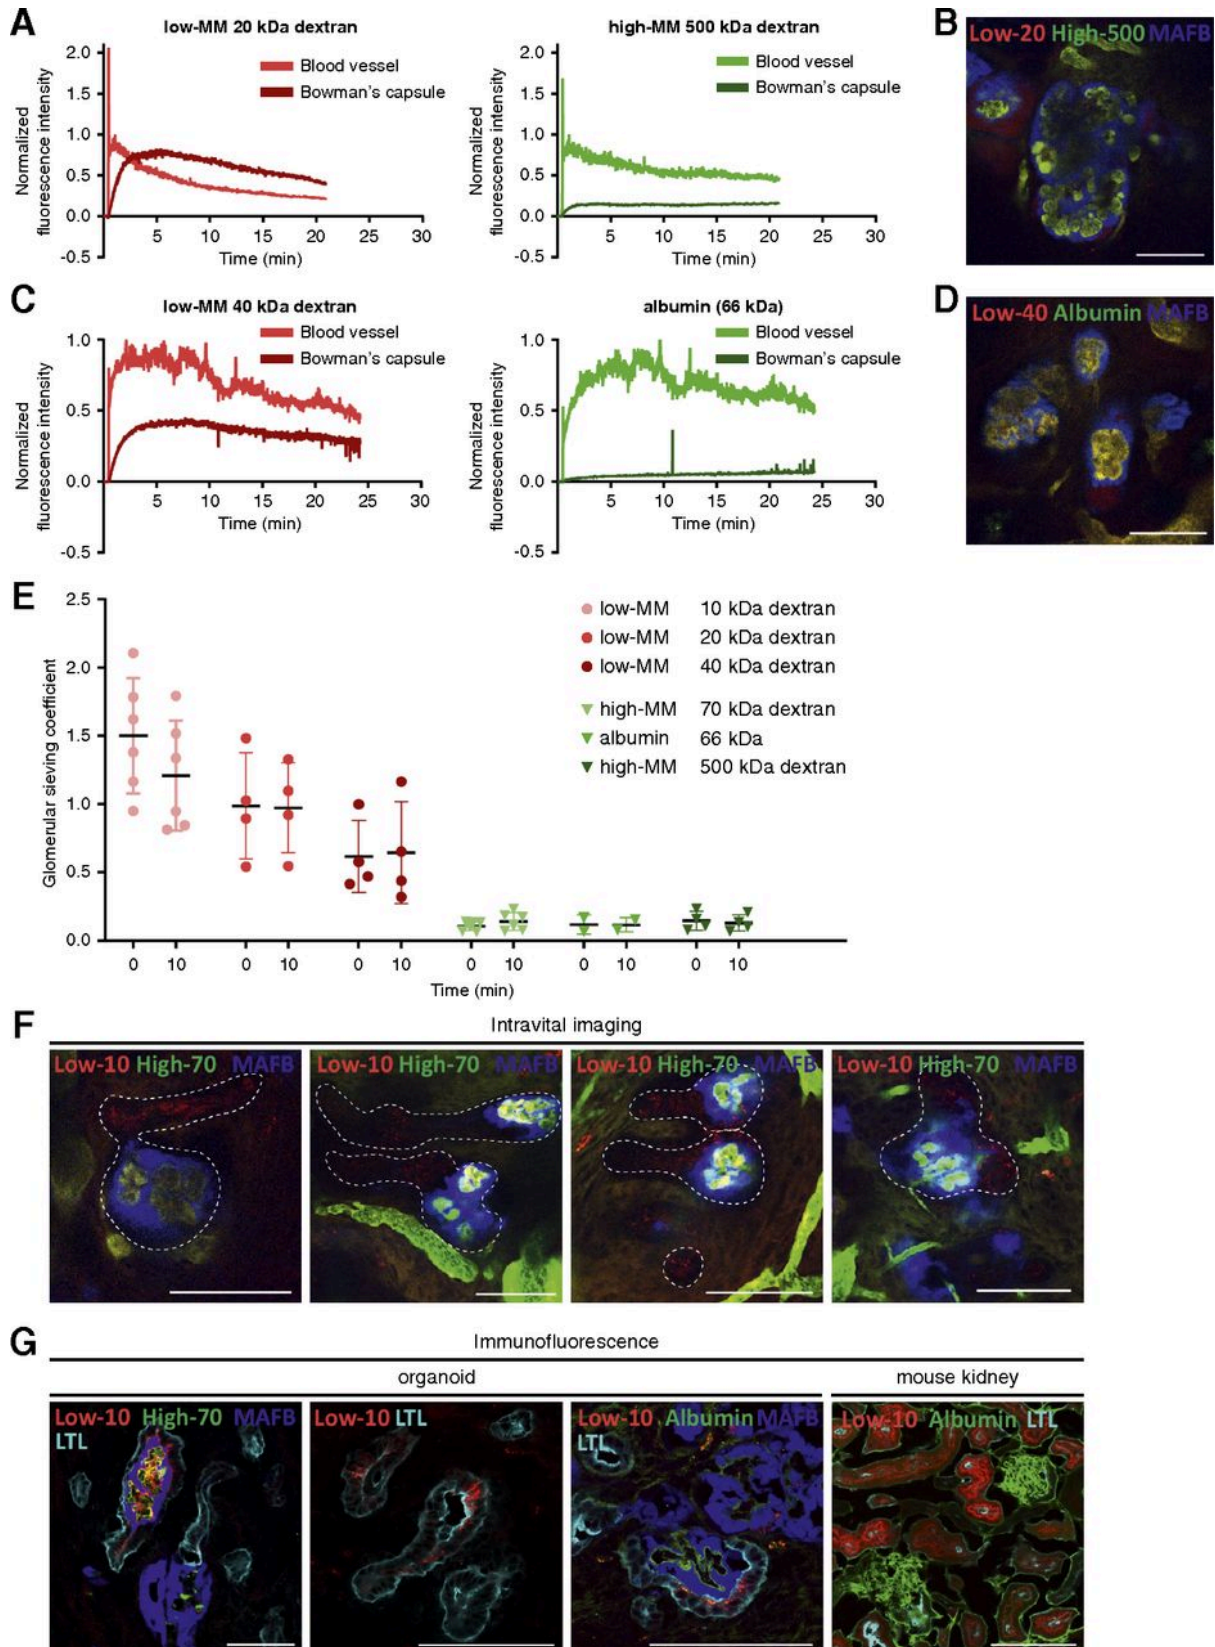 A
low-MM 20 kDa dextran
Normalized
fluorescence intensity
2.0
1.5
1.0
0.5
0.0
-0.5
5 10 15 20 25 30
Time (min)
Blood vessel
Bowman's capsule
high-MM 500 kDa dextran
Normalized
fluorescence intensity
2.0
1.5
1.0
0.5
0.0
-0.5
5 10 15 20 25 30
Time (min)
Blood vessel
Bowman's capsule
B
Low-20 High-500 MAFB
C
low-MM 40 kDa dextran
Normalized
fluorescence intensity
1.0
0.5
0.0
-0.5
5 10 15 20 25 30
Time (min)
Blood vessel
Bowman's capsule
albumin (66 kDa)
Normalized
fluorescence intensity
1.0
0.5
0.0
-0.5
5 10 15 20 25 30
Time (min)
Blood vessel
Bowman's capsule
D
Low-40 Albumin MAFB
E
Glomerular sieving coefficient
2.5
2.0
1.5
1.0
0.5
0.0
0 10 0 10 0 10 0 10 0 10 0 10
Time (min)
low-MM 10 kDa dextran
low-MM 20 kDa dextran
low-MM 40 kDa dextran
high-MM 70 kDa dextran
albumin 66 kDa
high-MM 500 kDa dextran
F
Intravital imaging
Low-10 High-70 MAFB
Low-10 High-70 MAFB
Low-10 High-70 MAFB
Low-10 High-70 MAFB
G
Immunofluorescence
organoid
mouse kidney
Low-10 High-70 MAFB
LTL
Low-10 LTL
Low-10 Albumin MAFB
LTL
Low-10 Albumin LTL